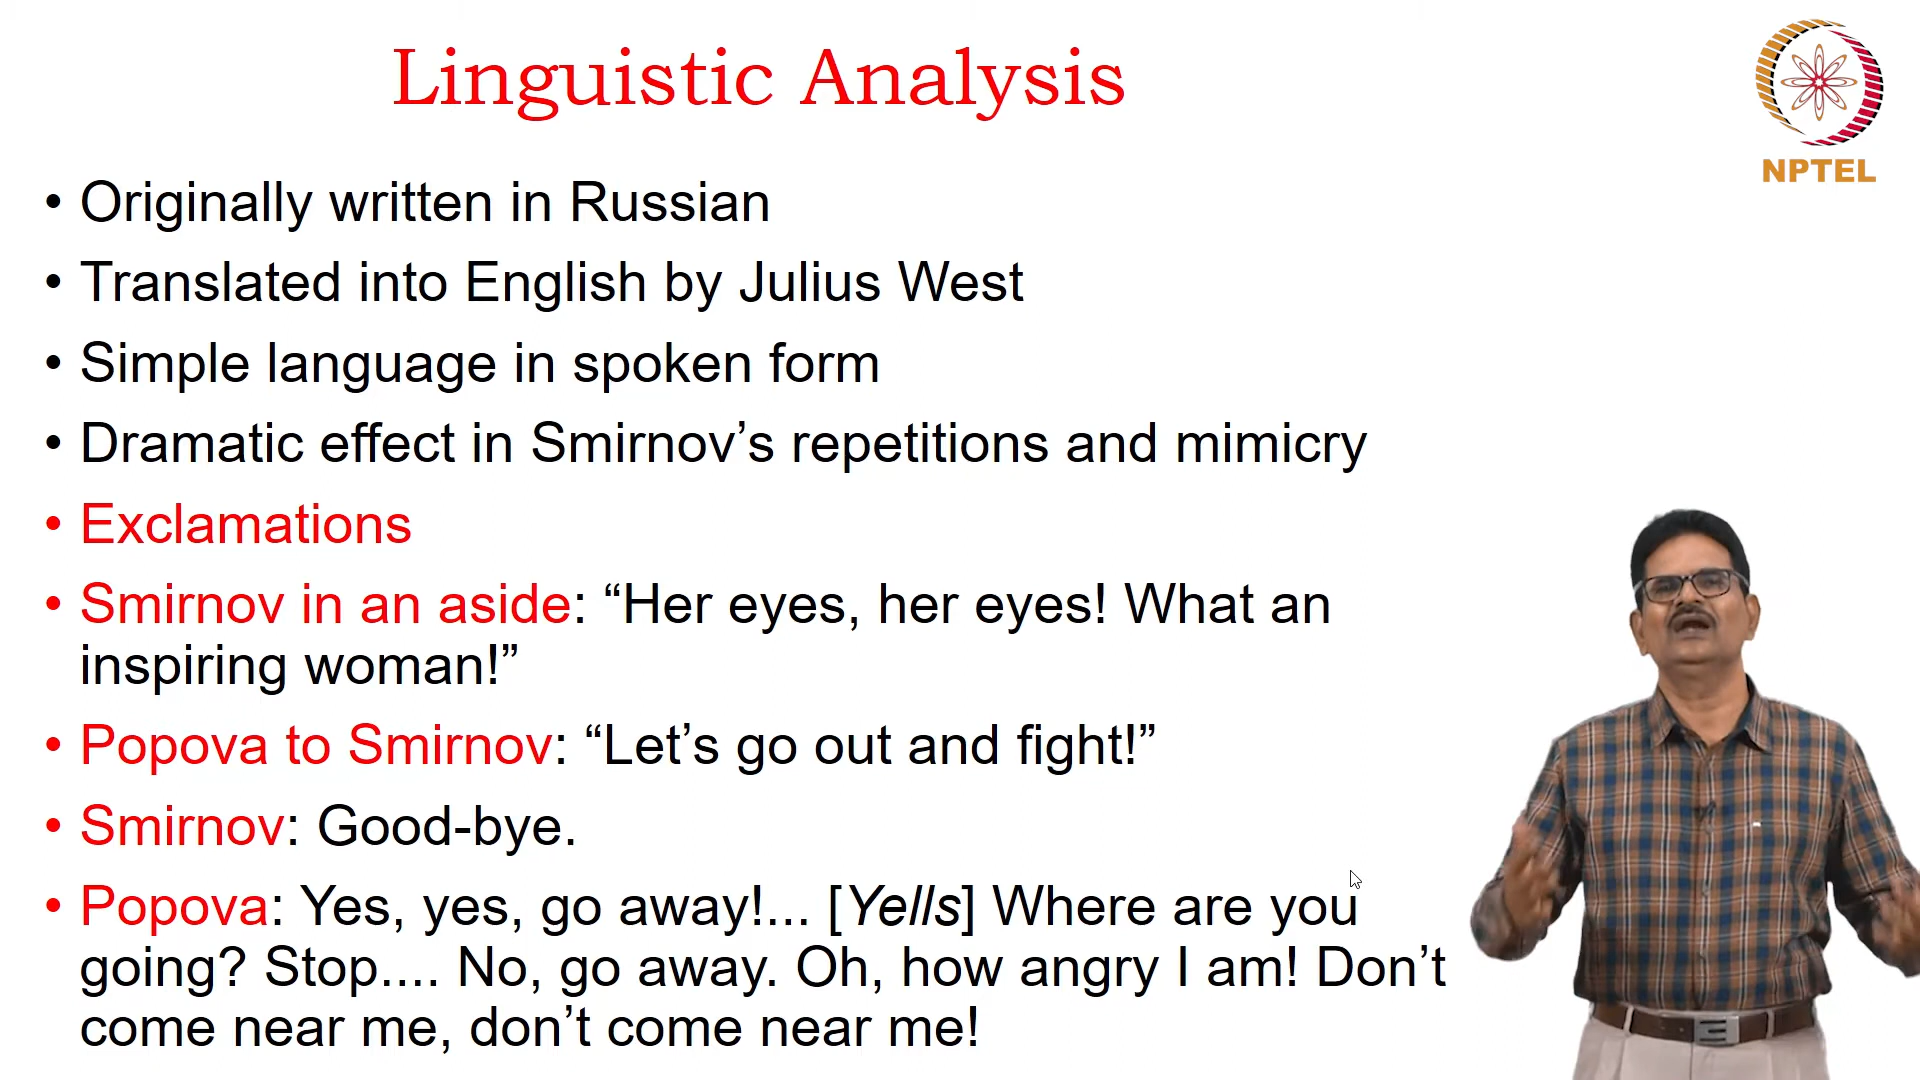 Linguistic Analysis
NPTEL
• Originally written in Russian
• Translated into English by Julius West
• Simple language in spoken form
• Dramatic effect in Smirnov’s repetitions and mimicry
• Exclamations
• Smirnov in an aside: “Her eyes, her eyes! What an
inspiring woman!”
• Popova to Smirnov: “Let’s go out and fight!”
• Smirnov: Good-bye.
• Popova: Yes, yes, go away!... [Yells] Where are you
going? Stop.... No, go away. Oh, how angry I am! Don’t
come near me, don’t come near me!